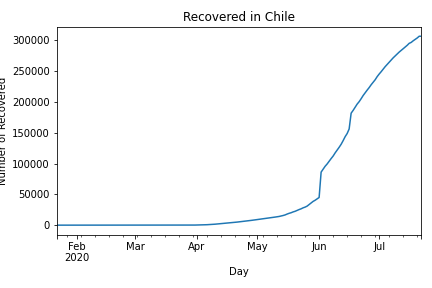 Recovered in Chile
Number of Recovered
300000
250000
200000
150000
100000
50000
0
Feb
2020
Mar
Apr
May
Jun
Jul
Day